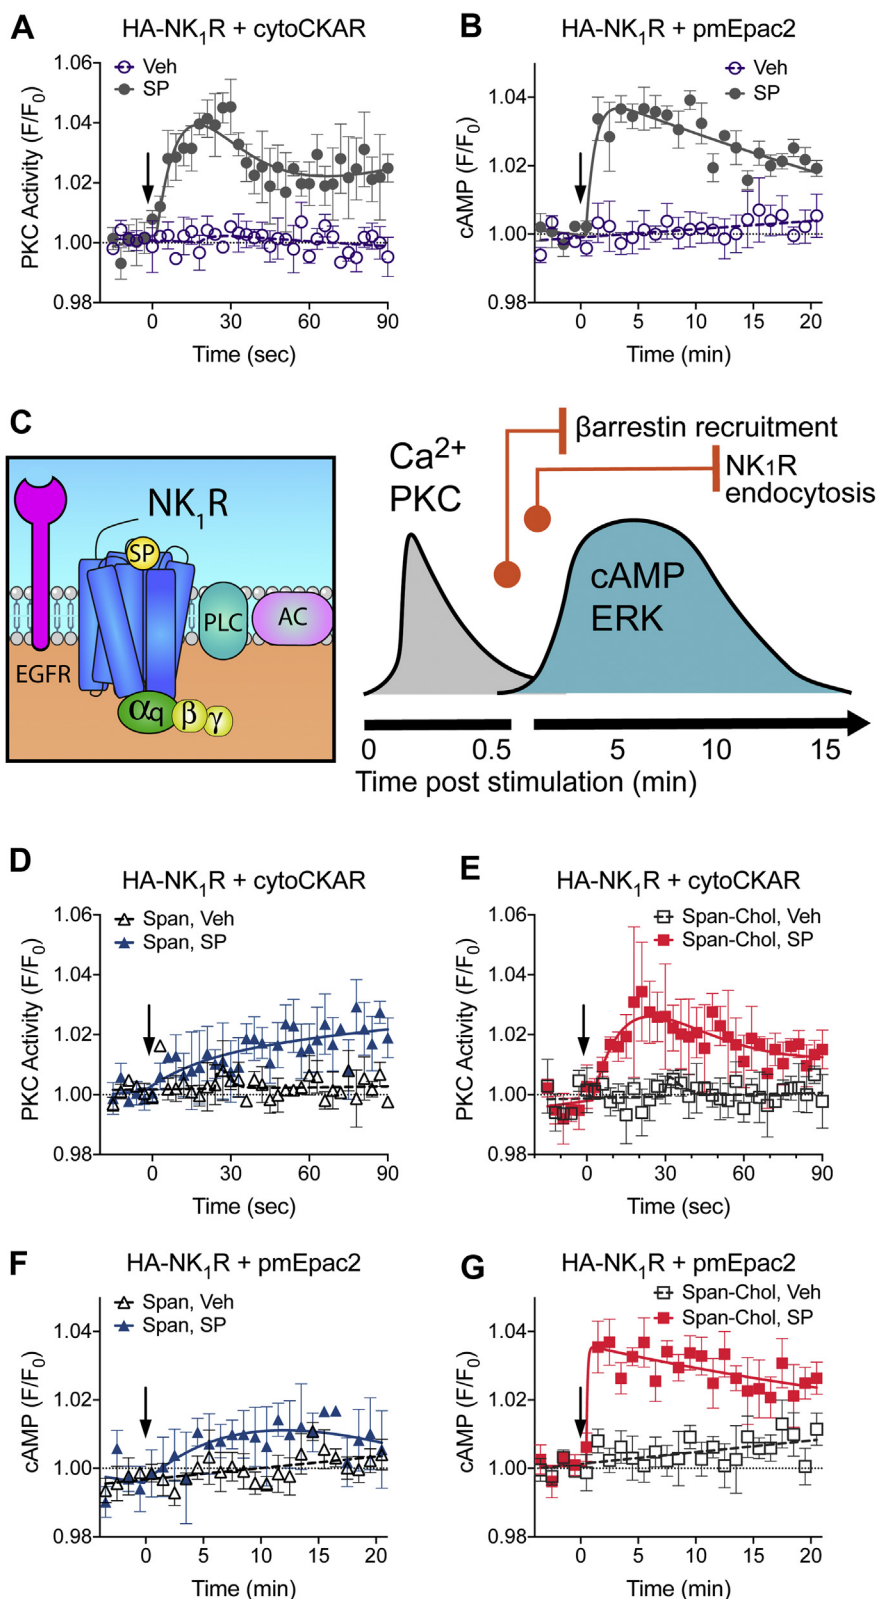 A
HA-NK₁R + cytoCKAR
Veh
SP
PKC Activity (F/F₀)
1.06
1.04
1.02
1.00
0.98
0
30
60
90
Time (sec)
B
HA-NK₁R + pmEpac2
Veh
SP
cAMP (F/F₀)
1.04
1.02
1.00
0.98
0
5
10
15
20
Time (min)
C
NK₁R
SP
PLC
AC
EGFR
αq
β
γ
Ca²⁺
PKC
βarrestin recruitment
NK1R
endocytosis
cAMP
ERK
0
0.5
5
10
15
Time post stimulation (min)
D
HA-NK₁R + cytoCKAR
Span, Veh
Span, SP
PKC Activity (F/F₀)
1.06
1.04
1.02
1.00
0.98
0
30
60
90
Time (sec)
E
HA-NK₁R + cytoCKAR
Span-Chol, Veh
Span-Chol, SP
PKC Activity (F/F₀)
1.06
1.04
1.02
1.00
0.98
0
30
60
90
Time (sec)
F
HA-NK₁R + pmEpac2
Span, Veh
Span, SP
cAMP (F/F₀)
1.04
1.02
1.00
0.98
0
5
10
15
20
Time (min)
G
HA-NK₁R + pmEpac2
Span-Chol, Veh
Span-Chol, SP
cAMP (F/F₀)
1.04
1.02
1.00
0.98
0
5
10
15
20
Time (min)